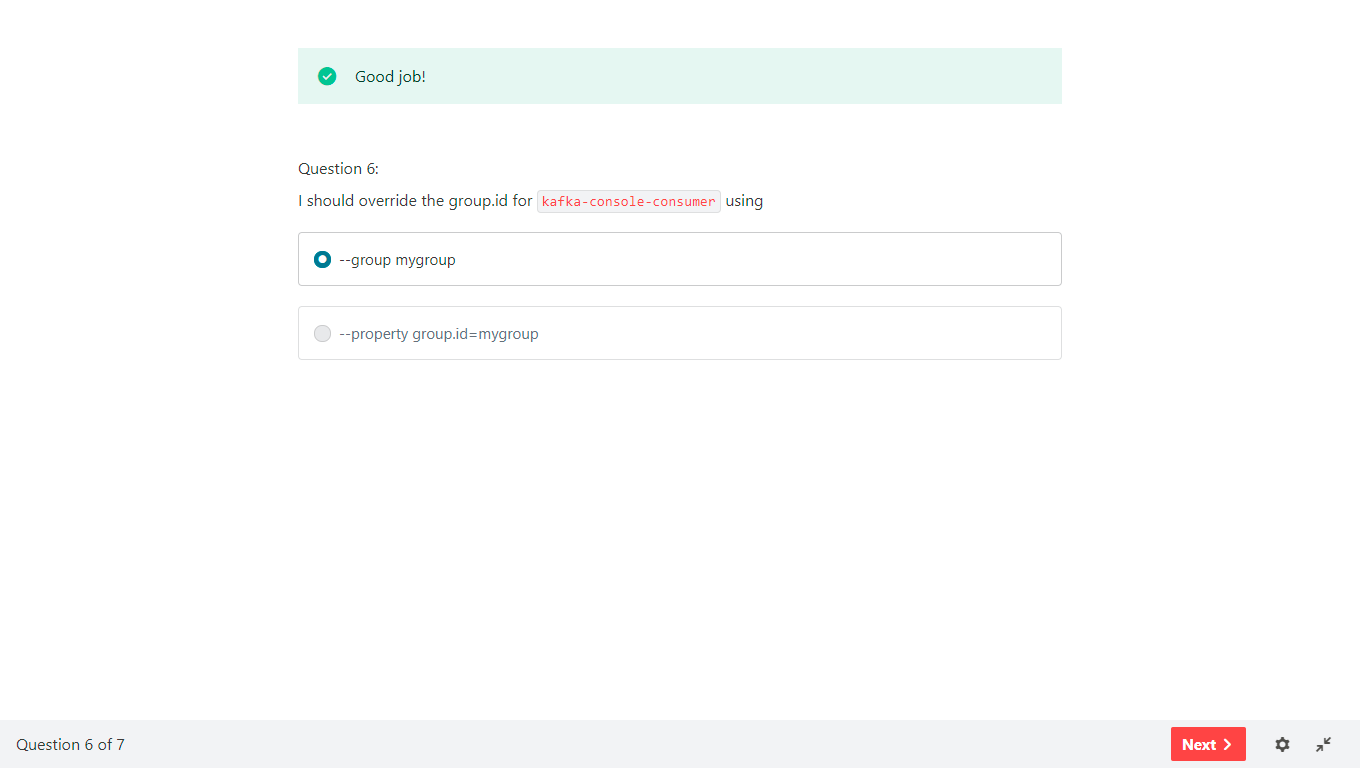 Good job!
Question 6:
I should override the group.id for kafka-console-consumer using
--group mygroup
--property group.id=mygroup
Question 6 of 7
Next